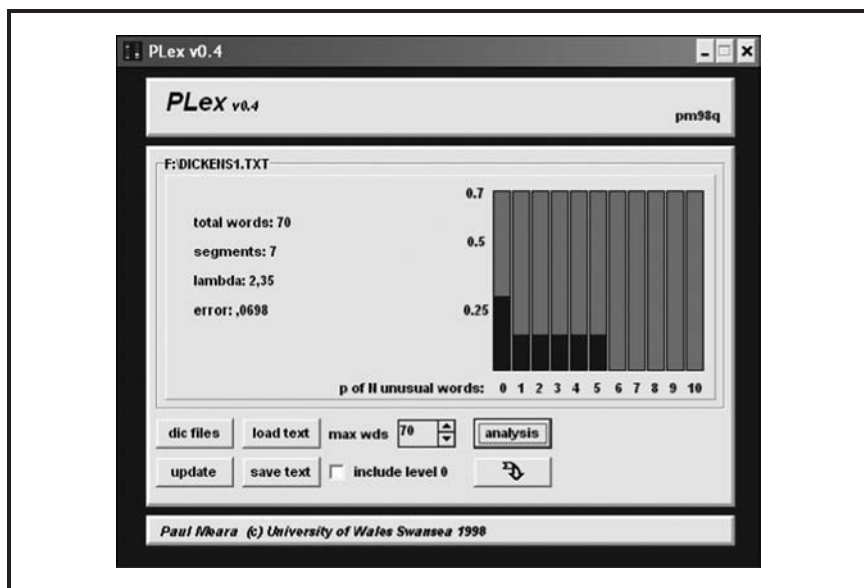 PLex v0.4
PLex v0.4
pm98q
F:\DICKENS1.TXT
total words: 70
segments: 7
lambda: 2,35
error: ,0698
0.7
0.5
0.25
p of N unusual words: 0 1 2 3 4 5 6 7 8 9 10
dic files load text max wds 70 analysis
update save text include level 0
Paul Meara (c) University of Wales Swansea 1998